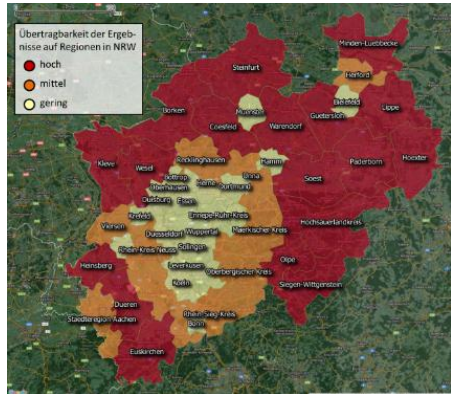 Übertragbarkeit der Ergeb-
nisse auf Regionen in NRW
hoch
mittel
gering
Minden-Luebbecke
Steinfurt
Herford
Bielefeld
Borken
Muenster
Guetersloh
Lippe
Coesfeld
Warendorf
Hoexter
Kleve
Wesel
Recklinghausen
Hamm
Paderborn
Unna
Soest
Bottrop
Herne
Dortmund
Oberhausen
Duisburg
Essen
Krefeld
Ennepe-Ruhr-Kreis
Hochsauerlandkreis
Viersen
Duesseldorf
Wuppertal
Maerkischer Kreis
Solingen
Rhein-Kreis Neuss
Heinsberg
Leverkusen
Oberbergischer Kreis
Olpe
Koeln
Siegen-Wittgenstein
Dueren
Rhein-Sieg-Kreis
Staedteregion Aachen
Bonn
Euskirchen